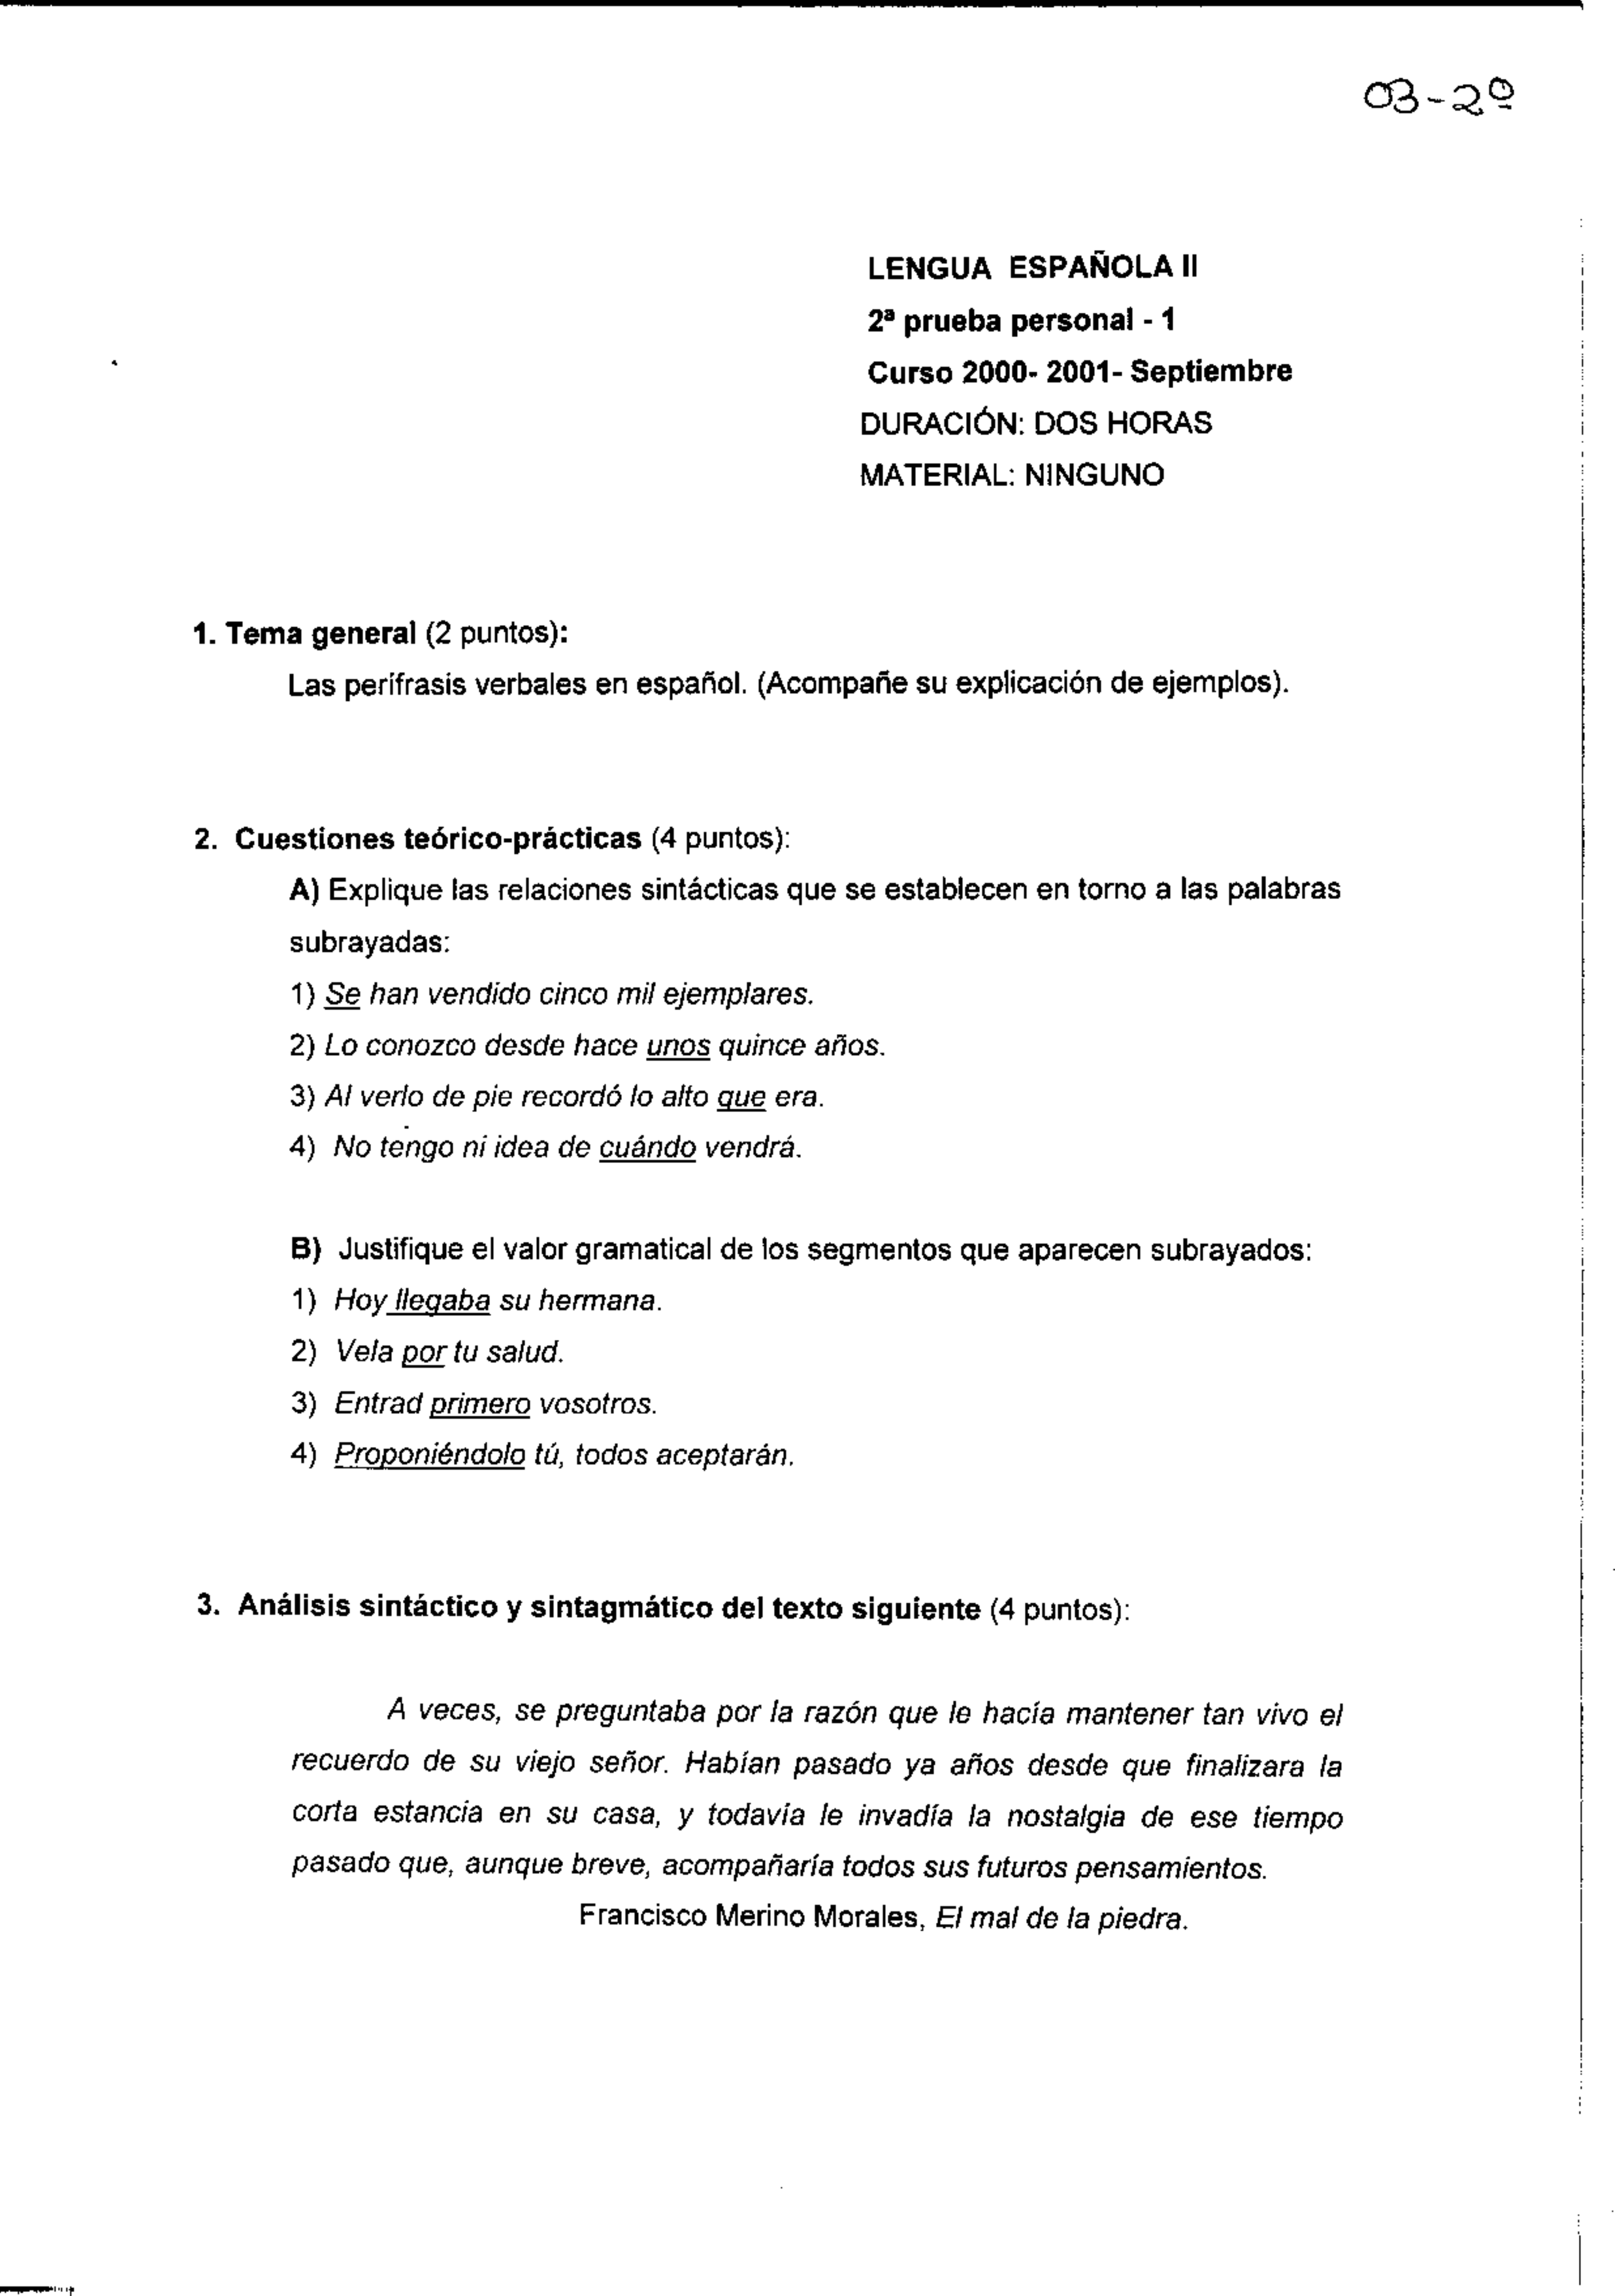 03-2º
LENGUA ESPAÑOLA II
2ª prueba personal - 1
Curso 2000- 2001- Septiembre
DURACIÓN: DOS HORAS
MATERIAL: NINGUNO
1. Tema general (2 puntos):
Las perífrasis verbales en español. (Acompañe su explicación de ejemplos).
2. Cuestiones teórico-prácticas (4 puntos):
A) Explique las relaciones sintácticas que se establecen en torno a las palabras
subrayadas:
1) Se han vendido cinco mil ejemplares.
2) Lo conozco desde hace unos quince años.
3) Al verlo de pie recordó lo alto que era.
4) No tengo ni idea de cuándo vendrá.
B) Justifique el valor gramatical de los segmentos que aparecen subrayados:
1) Hoy llegaba su hermana.
2) Vela por tu salud.
3) Entrad primero vosotros.
4) Proponiéndolo tú, todos aceptarán.
3. Análisis sintáctico y sintagmático del texto siguiente (4 puntos):
A veces, se preguntaba por la razón que le hacía mantener tan vivo el
recuerdo de su viejo señor. Habían pasado ya años desde que finalizara la
corta estancia en su casa, y todavía le invadía la nostalgia de ese tiempo
pasado que, aunque breve, acompañaría todos sus futuros pensamientos.
Francisco Merino Morales, El mal de la piedra.